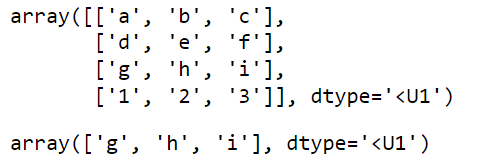 array([['a', 'b', 'c'],
       ['d', 'e', 'f'],
       ['g', 'h', 'i'],
       ['1', '2', '3']], dtype='<U1')
array(['g', 'h', 'i'], dtype='<U1')